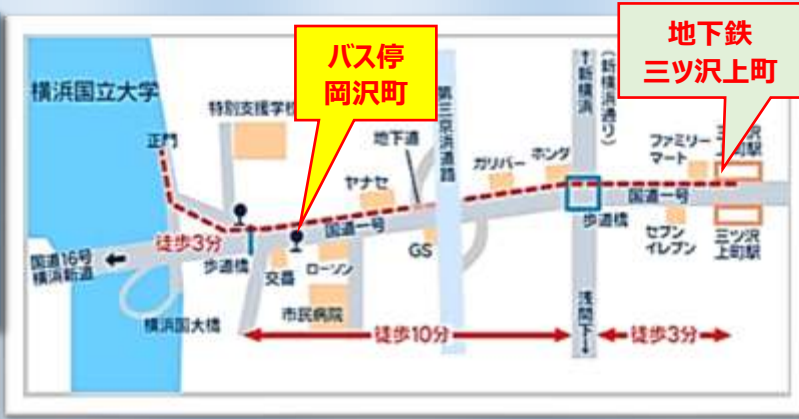 バス停
岡沢町
地下鉄
三ツ沢上町
横浜国立大学
正門
特別支援学校
地下道
ヤナセ
第三京浜道路
ガリバー
ホンダ
↑新横浜
(新横浜通り)
ファミリー
マート
国道一号
国道一号
徒歩3分
国道16号
横浜新道
歩道橋
交番
ローソン
GS
歩道橋
セブン
イレブン
三ツ沢
上町駅
横浜国大橋
市民病院
徒歩10分
浅間下↓
徒歩3分